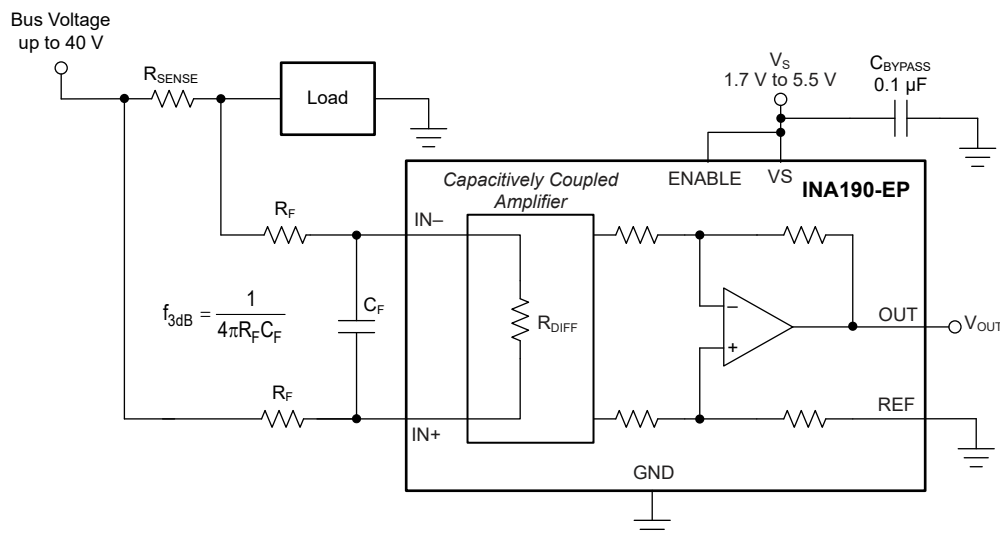 Bus Voltage
up to 40 V
RSENSE
Load
VS
1.7 V to 5.5 V
CBYPASS
0.1 µF
Capacitively Coupled
Amplifier
ENABLE
VS
INA190-EP
RF
IN–
f3dB = 1
4πRFCF
CF
RDIFF
–
+
OUT
VOUT
RF
IN+
REF
GND